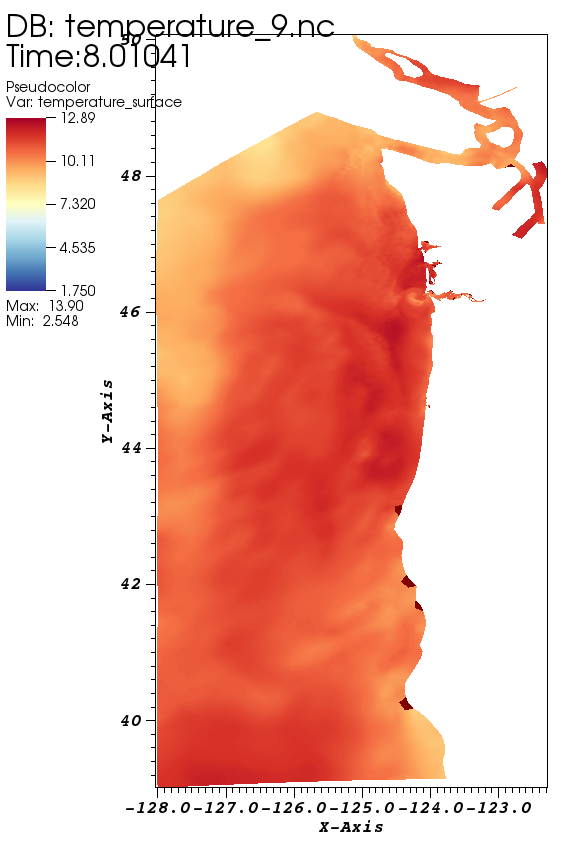 DB: temperature_9.nc
Time:8.01041
Pseudocolor
Var: temperature_surface
12.89
10.11
7.320
4.535
1.750
Max: 13.90
Min: 2.548
50
48
46
44
42
40
Y-Axis
-128.0 -127.0 -126.0 -125.0 -124.0 -123.0
X-Axis